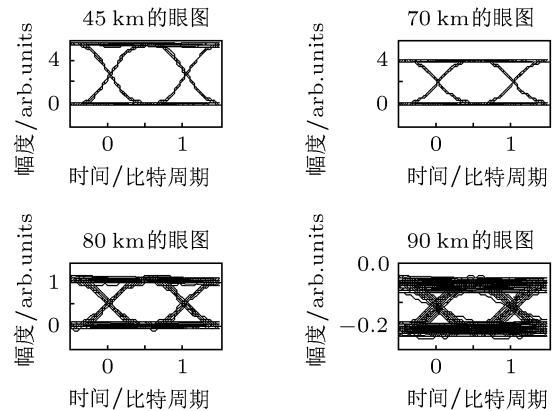 45 km的眼图
幅度/arb.units
4
0
0 1
时间/比特周期
70 km的眼图
幅度/arb.units
4
0
0 1
时间/比特周期
80 km的眼图
幅度/arb.units
1
0
0 1
时间/比特周期
90 km的眼图
幅度/arb.units
0.0
−0.2
0 1
时间/比特周期